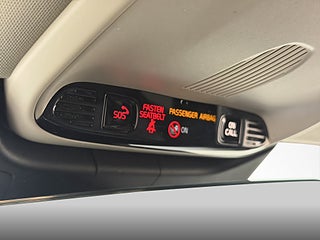 SOS
FASTEN
SEATBELT
PASSENGER AIRBAG
ON
ON
CALL